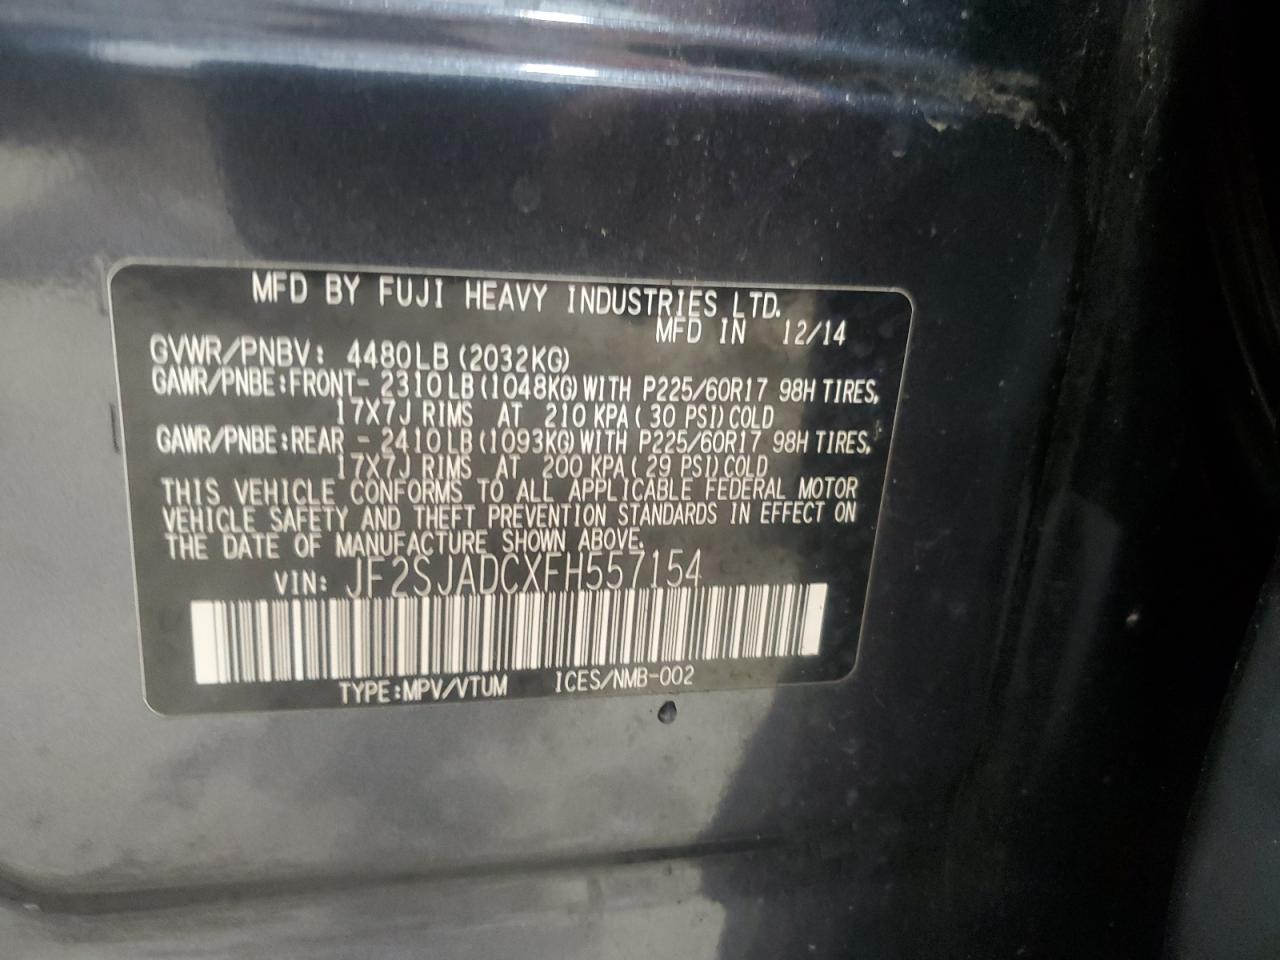 MFD BY FUJI HEAVY INDUSTRIES LTD.
MFD IN 12/14
GVWR/PNBV: 4480LB (2032KG)
GAWR/PNBE:FRONT- 2310LB (1048KG) WITH P225/60R17 98H TIRES,
17X7J RIMS AT 210 KPA ( 30 PSI) COLD
GAWR/PNBE:REAR - 2410LB (1093KG) WITH P225/60R17 98H TIRES,
17X7J RIMS AT 200 KPA ( 29 PSI) COLD
THIS VEHICLE CONFORMS TO ALL APPLICABLE FEDERAL MOTOR
VEHICLE SAFETY AND THEFT PREVENTION STANDARDS IN EFFECT ON
THE DATE OF MANUFACTURE SHOWN ABOVE.
VIN: JF2SJADCXFH557154
TYPE:MPV/VTUM ICES/NMB-002